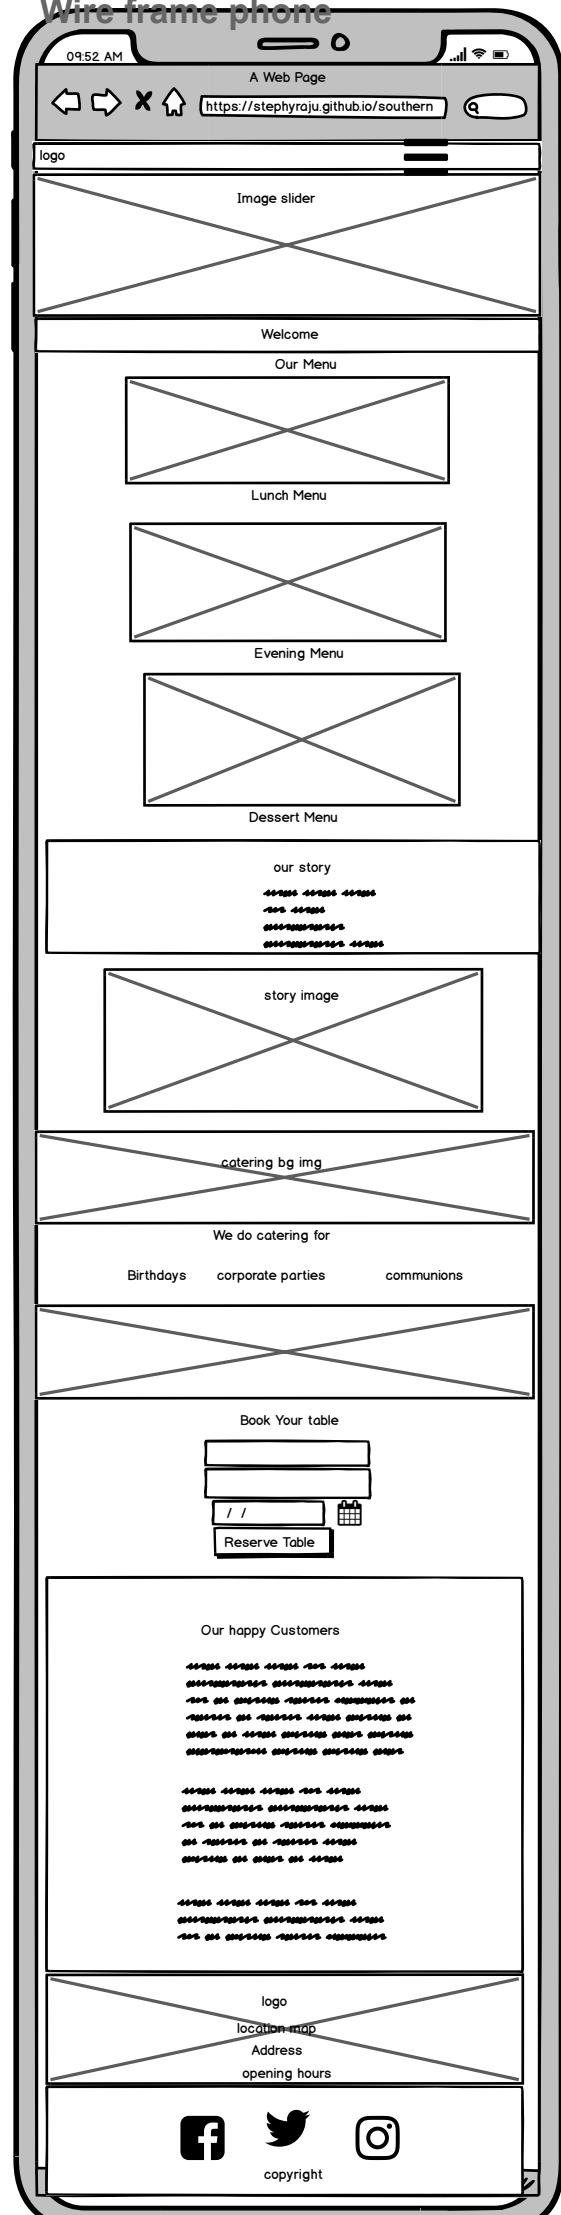 Wire frame phone
09:52 AM
A Web Page
https://stephyraju.github.io/southern
logo
Image slider
Welcome
Our Menu
Lunch Menu
Evening Menu
Dessert Menu
our story
story image
catering bg img
We do catering for
Birthdays corporate parties communions
Book Your table
/ /
Reserve Table
Our happy Customers
logo
location map
Address
opening hours
copyright